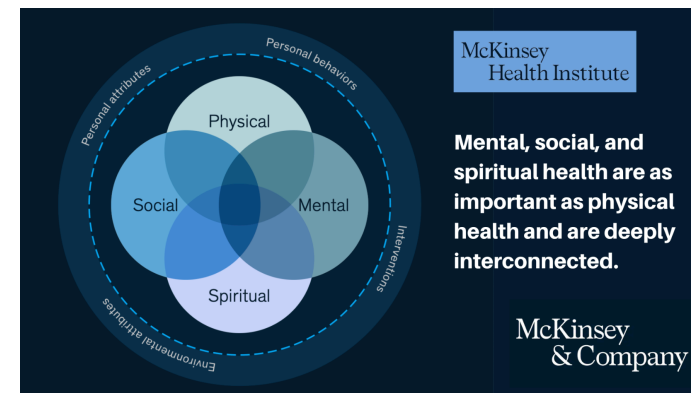 Personal attributes
Personal behaviors
Physical
Social
Mental
Spiritual
Interventions
Environmental attributes
McKinsey
Health Institute
Mental, social, and
spiritual health are as
important as physical
health and are deeply
interconnected.
McKinsey
& Company